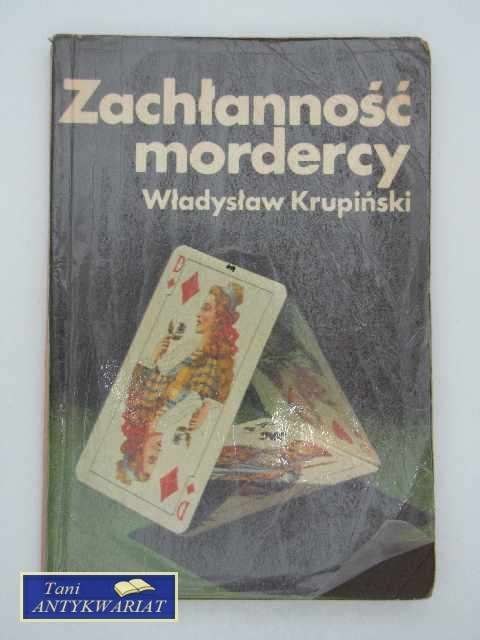 Zachłanność
mordercy
Władysław Krupiński
D
D
Tani
ANTYKWARIAT